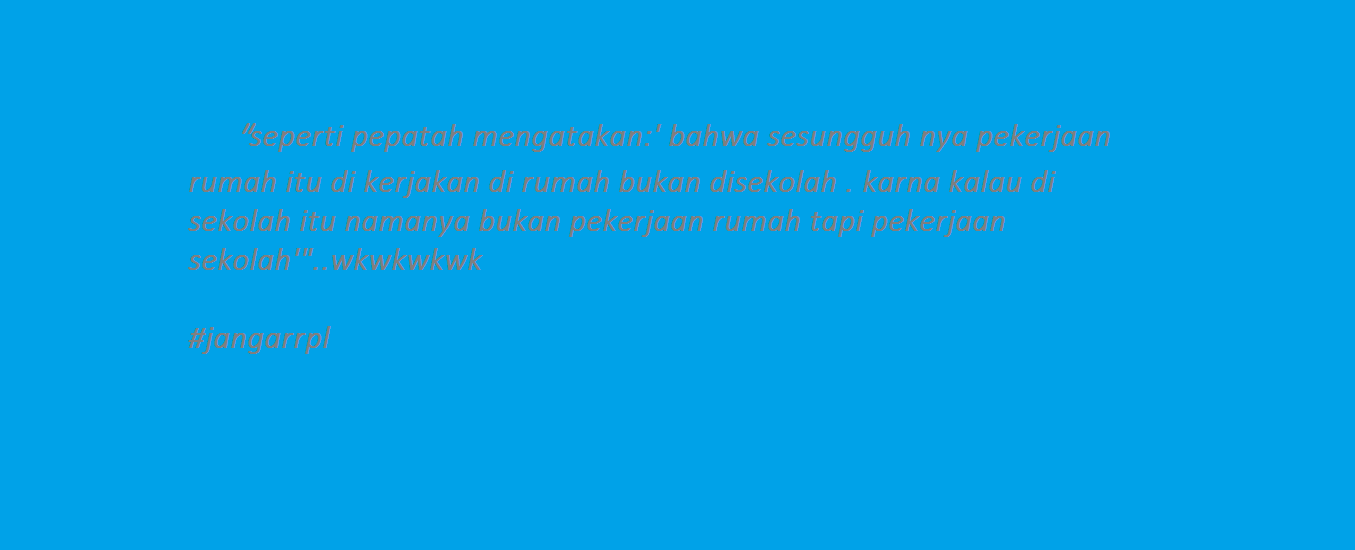 "seperti pepatah mengatakan:' bahwa sesungguh nya pekerjaan
rumah itu di kerjakan di rumah bukan disekolah . karna kalau di
sekolah itu namanya bukan pekerjaan rumah tapi pekerjaan
sekolah'"..wkwkwkwk
#jangarrpl